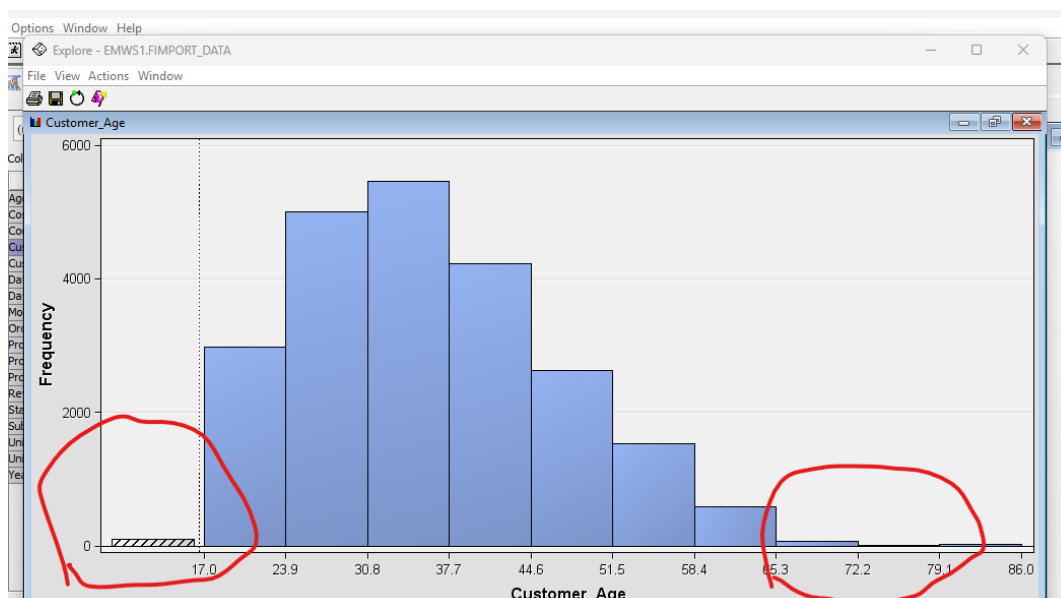 Options Window Help
Explore - EMWS1.FIMPORT_DATA
File View Actions Window
Customer_Age
Col
6000
4000
2000
0
Frequency
17.0 23.9 30.8 37.7 44.6 51.5 58.4 65.3 72.2 79.1 86.0
Customer_Age